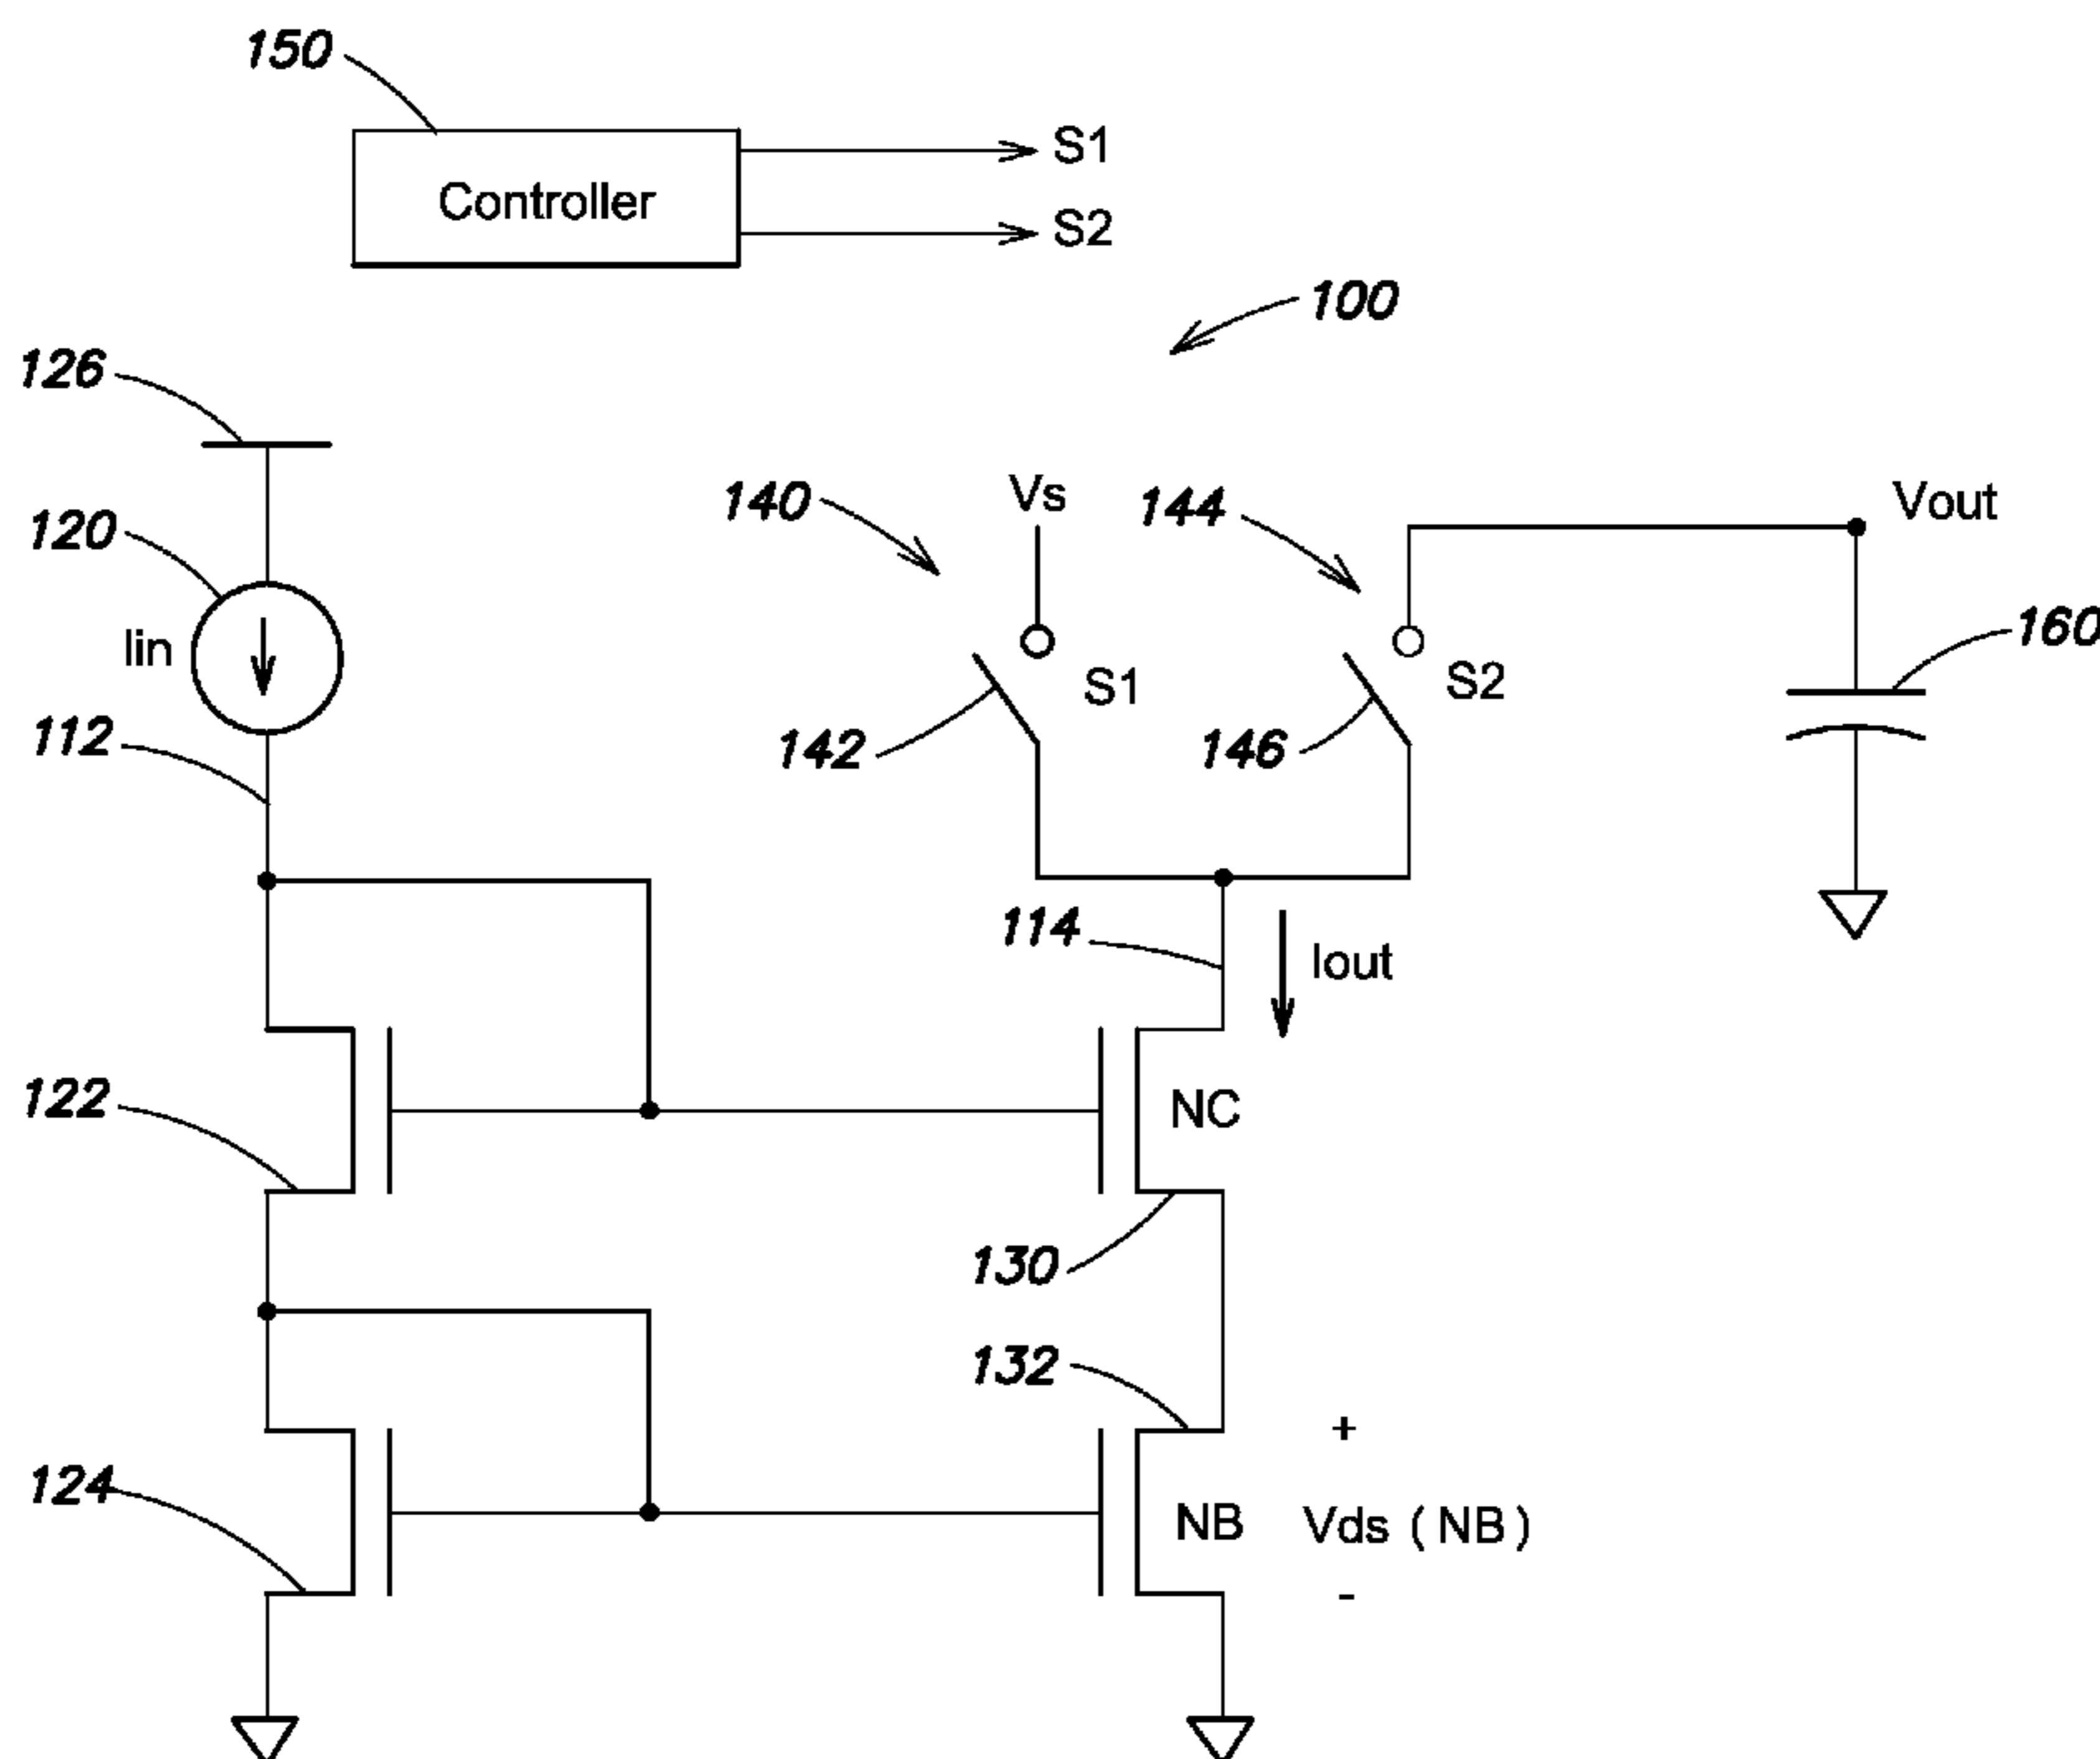 150
Controller
S1
S2
100
126
120
Iin
112
140
Vs
144
Vout
142
S1
146
S2
160
114
Iout
122
NC
130
132
124
NB
+
Vds ( NB )
-